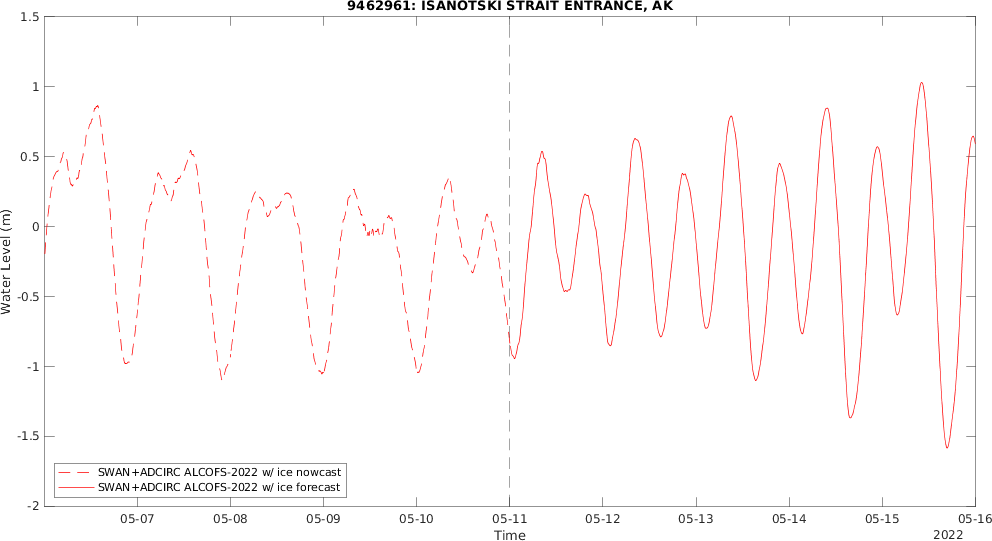 9462961: ISANOTSKI STRAIT ENTRANCE, AK
1.5
1
0.5
0
-0.5
-1
-1.5
-2
Water Level (m)
SWAN+ADCIRC ALCOFS-2022 w/ ice nowcast
SWAN+ADCIRC ALCOFS-2022 w/ ice forecast
05-07 05-08 05-09 05-10 05-11 05-12 05-13 05-14 05-15 05-16
Time
2022